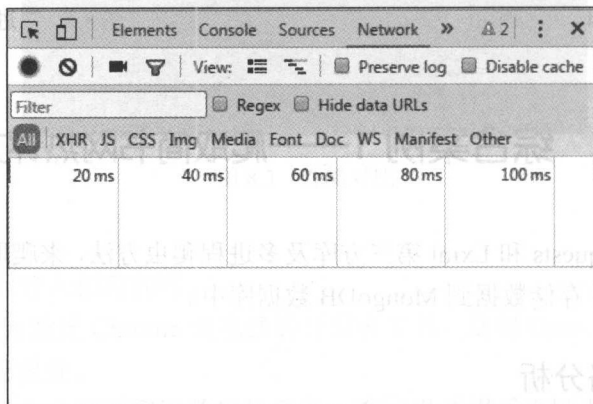 Elements Console Sources Network » 2
View: Preserve log Disable cache
Filter Regex Hide data URLs
All XHR JS CSS Img Media Font Doc WS Manifest Other
20 ms 40 ms 60 ms 80 ms 100 ms